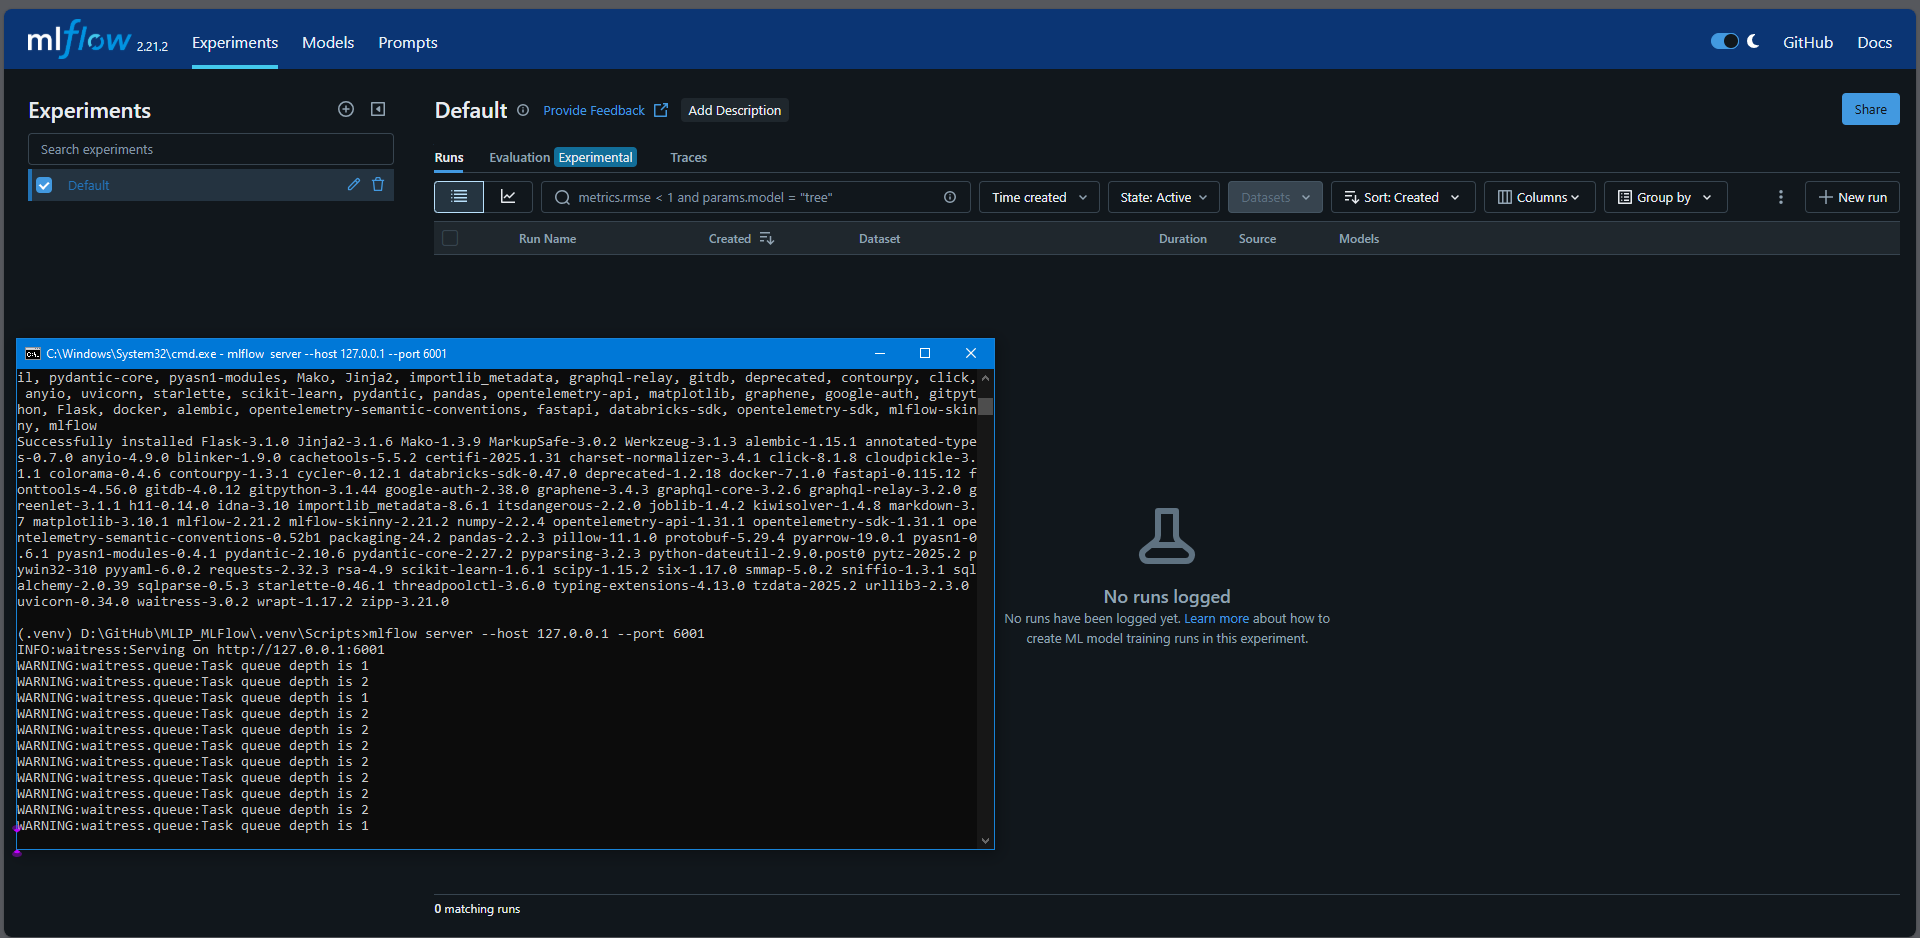 mlflow 2.21.2 Experiments Models Prompts GitHub Docs
Experiments
Search experiments
Default
Default Provide Feedback Add Description Share
Runs Evaluation Experimental Traces
metrics.rmse < 1 and params.model = "tree" Time created State: Active Datasets Sort: Created Columns Group by New run
Run Name Created Dataset Duration Source Models
C:\Windows\System32\cmd.exe - mlflow  server --host 127.0.0.1 --port 6001
il, pydantic-core, pyasn1-modules, Mako, Jinja2, importlib_metadata, graphql-relay, gitdb, deprecated, contourpy, click,
 anyio, uvicorn, starlette, scikit-learn, pydantic, pandas, opentelemetry-api, matplotlib, graphene, google-auth, gitpyt
hon, Flask, docker, alembic, opentelemetry-semantic-conventions, fastapi, databricks-sdk, opentelemetry-sdk, mlflow-skin
ny, mlflow
Successfully installed Flask-3.1.0 Jinja2-3.1.6 Mako-1.3.9 MarkupSafe-3.0.2 Werkzeug-3.1.3 alembic-1.15.1 annotated-type
s-0.7.0 anyio-4.9.0 blinker-1.9.0 cachetools-5.5.2 certifi-2025.1.31 charset-normalizer-3.4.1 click-8.1.8 cloudpickle-3.
1.1 colorama-0.4.6 contourpy-1.3.1 cycler-0.12.1 databricks-sdk-0.47.0 deprecated-1.2.18 docker-7.1.0 fastapi-0.115.12 f
onttools-4.56.0 gitdb-4.0.12 gitpython-3.1.44 google-auth-2.38.0 graphene-3.4.3 graphql-core-3.2.6 graphql-relay-3.2.0 g
reenlet-3.1.1 h11-0.14.0 idna-3.10 importlib_metadata-8.6.1 itsdangerous-2.2.0 joblib-1.4.2 kiwisolver-1.4.8 markdown-3.
7 matplotlib-3.10.1 mlflow-2.21.2 mlflow-skinny-2.21.2 numpy-2.2.4 opentelemetry-api-1.31.1 opentelemetry-sdk-1.31.1 ope
ntelemetry-semantic-conventions-0.52b1 packaging-24.2 pandas-2.2.3 pillow-11.1.0 protobuf-5.29.4 pyarrow-19.0.1 pyasn1-0
.6.1 pyasn1-modules-0.4.1 pydantic-2.10.6 pydantic-core-2.27.2 pyparsing-3.2.3 python-dateutil-2.9.0.post0 pytz-2025.2 p
ywin32-310 pyyaml-6.0.2 requests-2.32.3 rsa-4.9 scikit-learn-1.6.1 scipy-1.15.2 six-1.17.0 smmap-5.0.2 sniffio-1.3.1 sql
alchemy-2.0.39 sqlparse-0.5.3 starlette-0.46.1 threadpoolctl-3.6.0 typing-extensions-4.13.0 tzdata-2025.2 urllib3-2.3.0
uvicorn-0.34.0 waitress-3.0.2 wrapt-1.17.2 zipp-3.21.0
(.venv) D:\GitHub\MLIP_MLFlow\.venv\Scripts>mlflow server --host 127.0.0.1 --port 6001
INFO:waitress:Serving on http://127.0.0.1:6001
WARNING:waitress.queue:Task queue depth is 1
WARNING:waitress.queue:Task queue depth is 2
WARNING:waitress.queue:Task queue depth is 1
WARNING:waitress.queue:Task queue depth is 2
WARNING:waitress.queue:Task queue depth is 2
WARNING:waitress.queue:Task queue depth is 2
WARNING:waitress.queue:Task queue depth is 2
WARNING:waitress.queue:Task queue depth is 2
WARNING:waitress.queue:Task queue depth is 2
WARNING:waitress.queue:Task queue depth is 2
WARNING:waitress.queue:Task queue depth is 1
No runs logged
No runs have been logged yet. Learn more about how to
create ML model training runs in this experiment.
0 matching runs